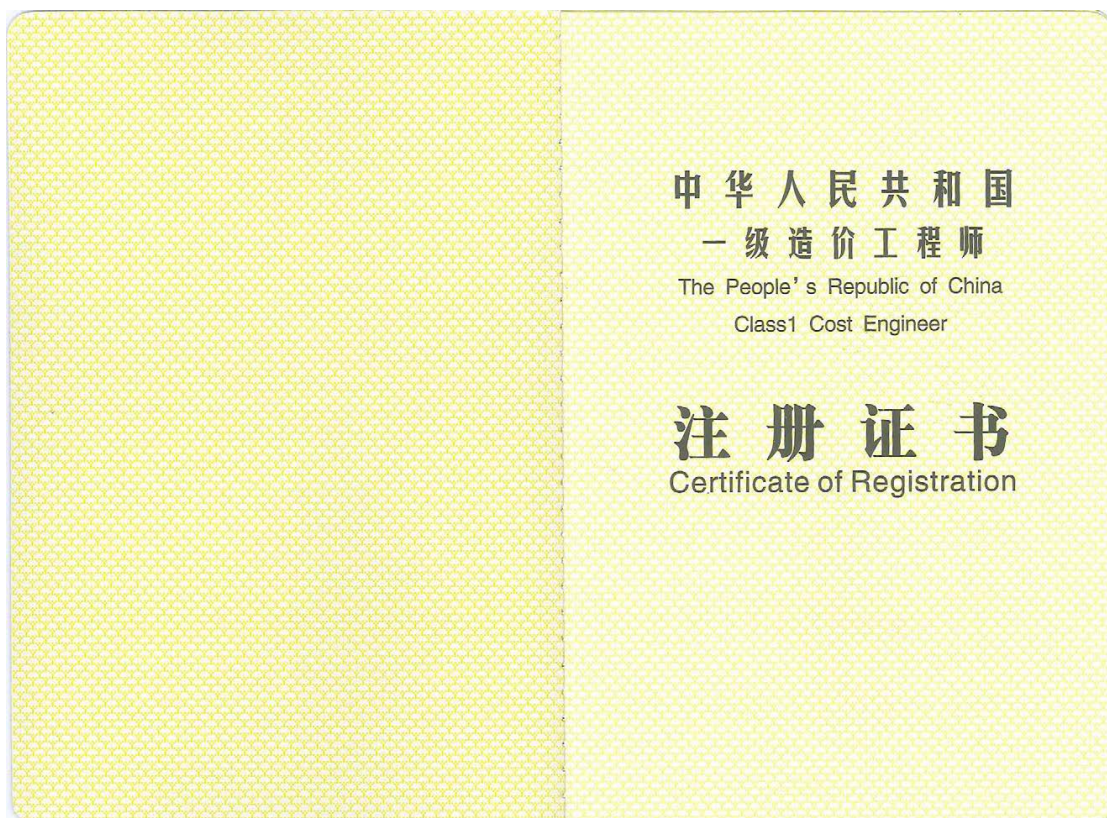 中华人民共和国
一级造价工程师
The People's Republic of China
Class1 Cost Engineer
注册证书
Certificate of Registration